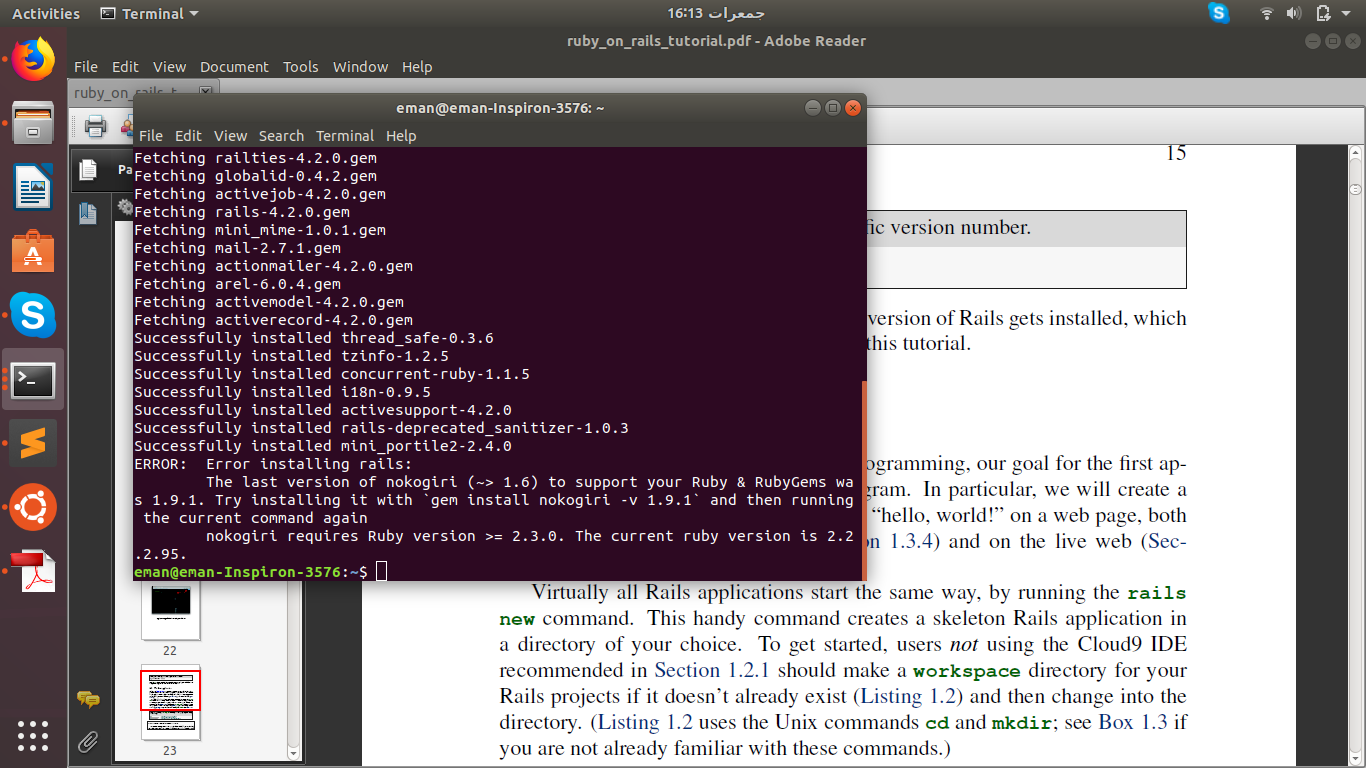 Activities
Terminal
16:13 جمعرات
ruby_on_rails_tutorial.pdf - Adobe Reader
File Edit View Document Tools Window Help
ruby_on_rails_t...
eman@eman-Inspiron-3576: ~
File Edit View Search Terminal Help
Fetching railties-4.2.0.gem
Fetching globalid-0.4.2.gem
Fetching activejob-4.2.0.gem
Fetching rails-4.2.0.gem
Fetching mini_mime-1.0.1.gem
Fetching mail-2.7.1.gem
Fetching actionmailer-4.2.0.gem
Fetching arel-6.0.4.gem
Fetching activemodel-4.2.0.gem
Fetching activerecord-4.2.0.gem
Successfully installed thread_safe-0.3.6
Successfully installed tzinfo-1.2.5
Successfully installed concurrent-ruby-1.1.5
Successfully installed i18n-0.9.5
Successfully installed activesupport-4.2.0
Successfully installed rails-deprecated_sanitizer-1.0.3
Successfully installed mini_portile2-2.4.0
ERROR:  Error installing rails:
The last version of nokogiri (~> 1.6) to support your Ruby & RubyGems wa
s 1.9.1. Try installing it with `gem install nokogiri -v 1.9.1` and then running
the current command again
nokogiri requires Ruby version >= 2.3.0. The current ruby version is 2.2
.2.95.
eman@eman-Inspiron-3576:~$
Pa
22
23
15
fic version number.
version of Rails gets installed, which
this tutorial.
ogramming, our goal for the first ap-
gram. In particular, we will create a
“hello, world!” on a web page, both
n 1.3.4) and on the live web (Sec-
Virtually all Rails applications start the same way, by running the rails
new command. This handy command creates a skeleton Rails application in
a directory of your choice. To get started, users not using the Cloud9 IDE
recommended in Section 1.2.1 should make a workspace directory for your
Rails projects if it doesn’t already exist (Listing 1.2) and then change into the
directory. (Listing 1.2 uses the Unix commands cd and mkdir; see Box 1.3 if
you are not already familiar with these commands.)